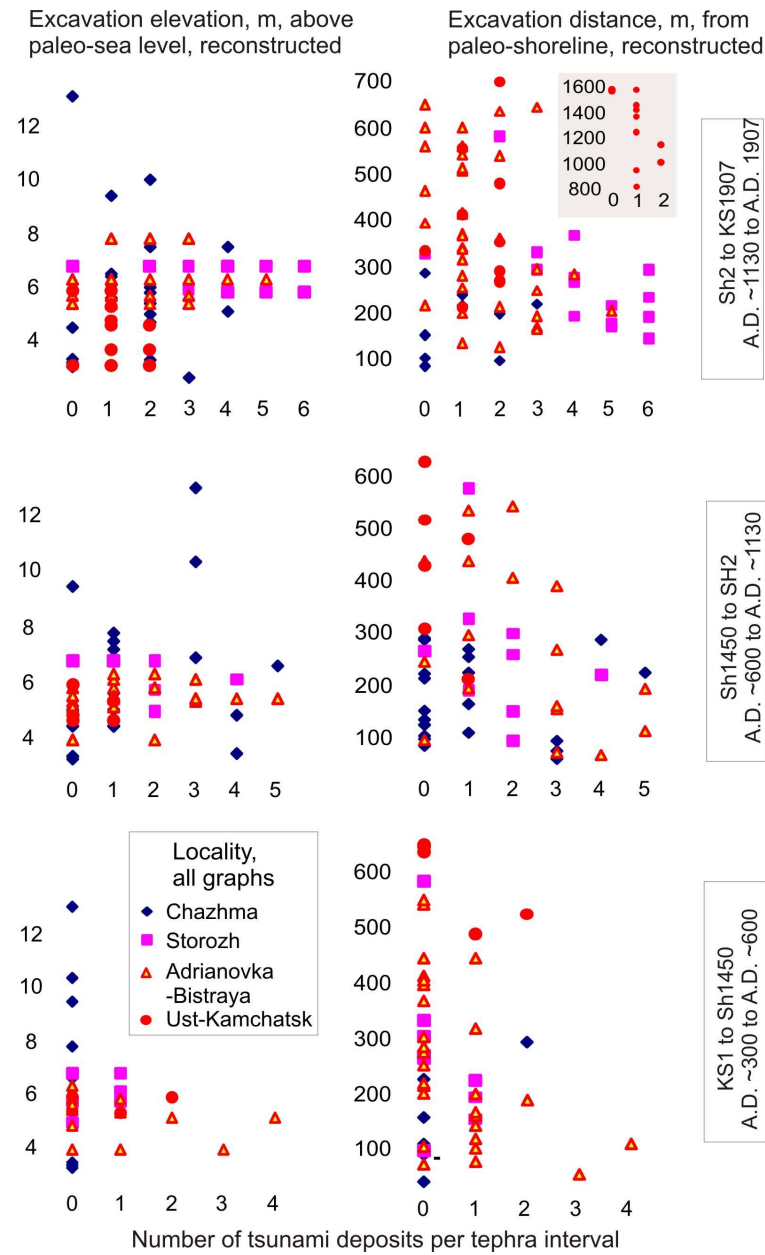 Excavation elevation, m, above
paleo-sea level, reconstructed
Excavation distance, m, from
paleo-shoreline, reconstructed
12
10
8
6
4
0 1 2 3 4 5 6
700
600
500
400
300
200
100
0 1 2 3 4 5 6
1600
1400
1200
1000
800
0 1 2
Sh2 to KS1907
A.D. ~1130 to A.D. 1907
12
10
8
6
4
0 1 2 3 4 5
600
500
400
300
200
100
0 1 2 3 4 5
Sh1450 to SH2
A.D. ~600 to A.D. ~1130
12
10
8
6
4
0 1 2 3 4
Locality,
all graphs
Chazhma
Storozh
Adrianovka
-Bistraya
Ust-Kamchatsk
600
500
400
300
200
100
0 1 2 3 4
KS1 to Sh1450
A.D. ~300 to A.D. ~600
Number of tsunami deposits per tephra interval